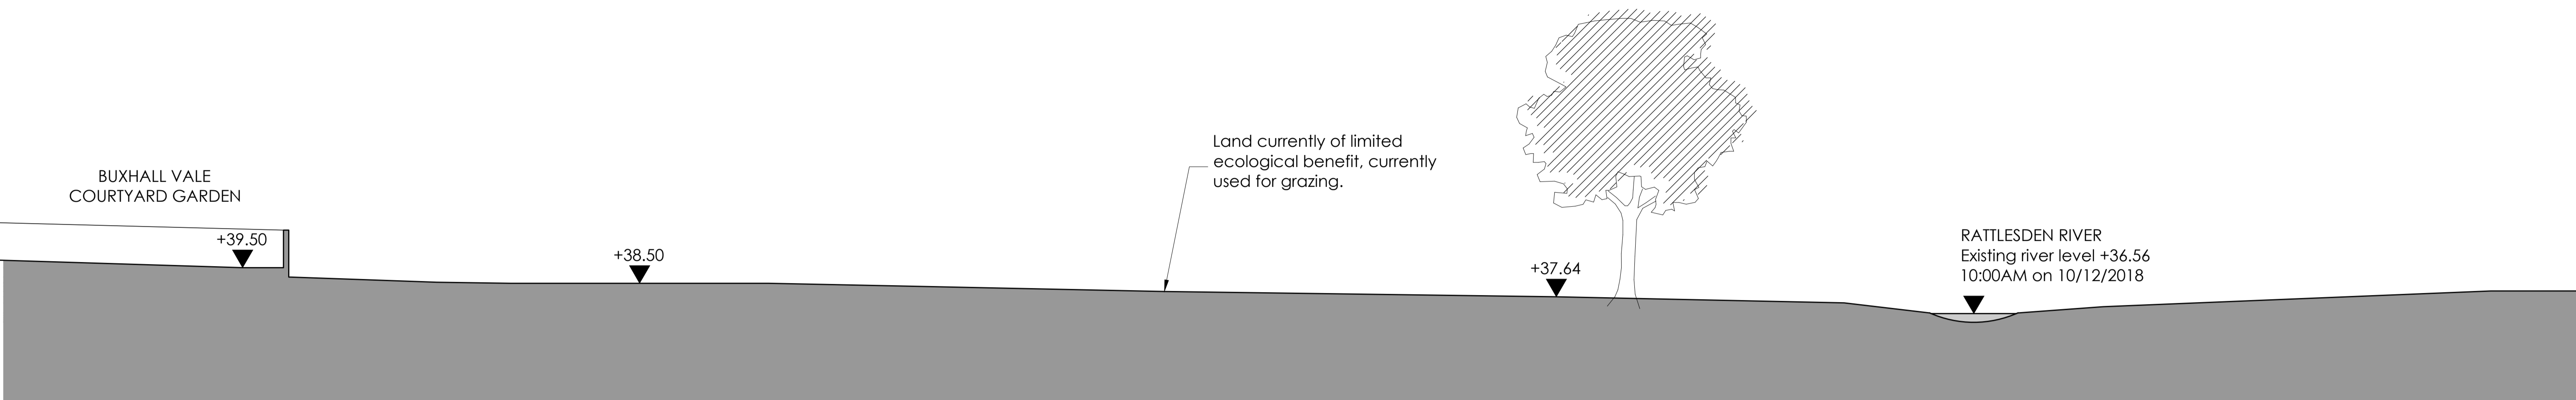 BUXHALL VALE
COURTYARD GARDEN
+39.50
+38.50
Land currently of limited
ecological benefit, currently
used for grazing.
+37.64
RATTLESDEN RIVER
Existing river level +36.56
10:00AM on 10/12/2018